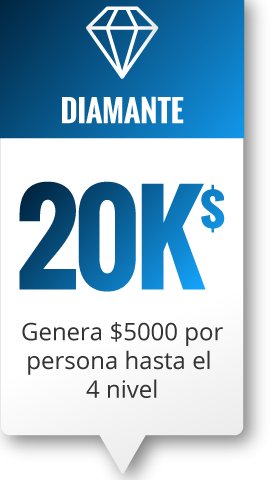 DIAMANTE
20K$
Genera $5000 por
persona hasta el
4 nivel